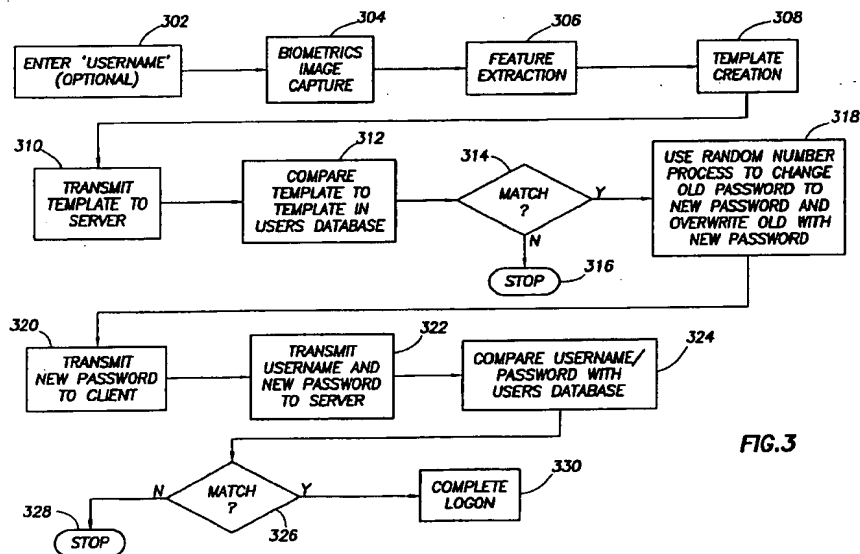 302
ENTER 'USERNAME'
(OPTIONAL)
304
BIOMETRICS
IMAGE
CAPTURE
306
FEATURE
EXTRACTION
308
TEMPLATE
CREATION
310
TRANSMIT
TEMPLATE TO
SERVER
312
COMPARE
TEMPLATE TO
TEMPLATE IN
USERS DATABASE
314
MATCH
?
Y
N
STOP
316
318
USE RANDOM NUMBER
PROCESS TO CHANGE
OLD PASSWORD TO
NEW PASSWORD AND
OVERWRITE OLD WITH
NEW PASSWORD
320
TRANSMIT
NEW PASSWORD
TO CLIENT
322
TRANSMIT
USERNAME AND
NEW PASSWORD
TO SERVER
324
COMPARE USERNAME/
PASSWORD WITH
USERS DATABASE
N
MATCH
?
Y
326
328
STOP
330
COMPLETE
LOGON
FIG.3